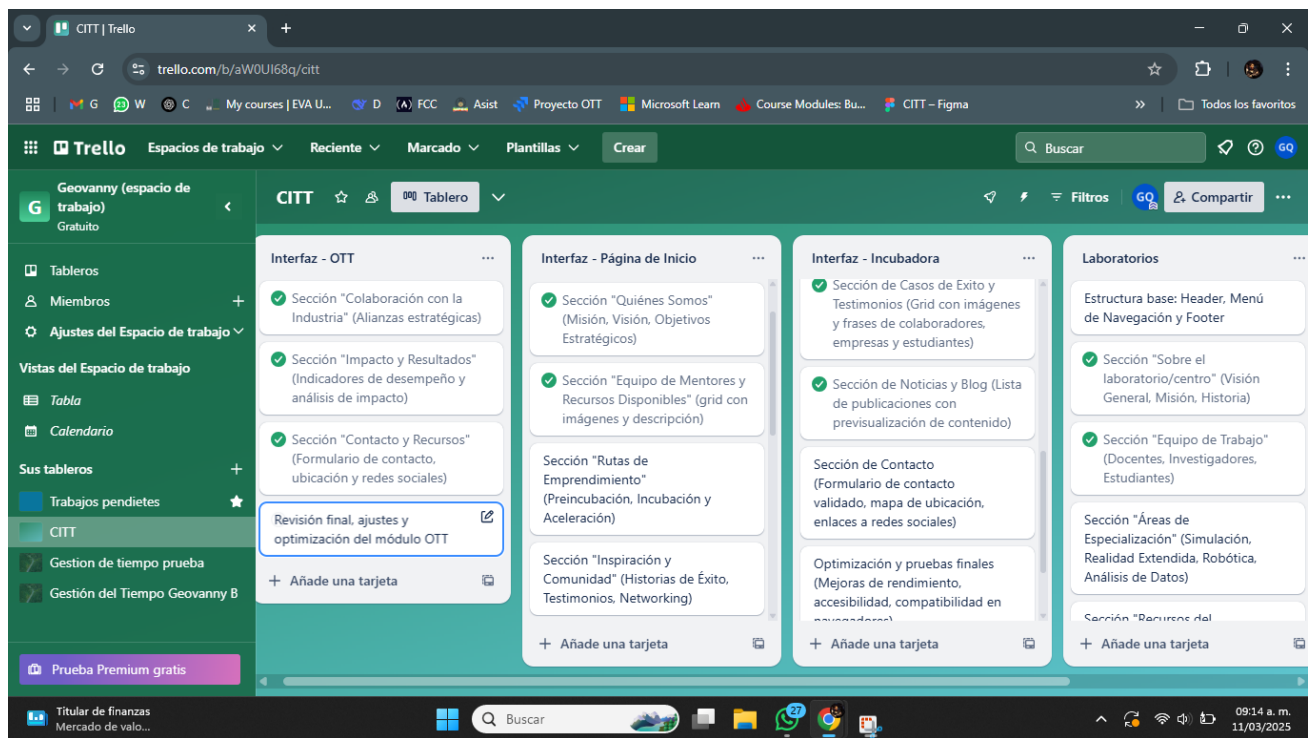 CITT | Trello
trello.com/b/aW0UI68q/citt
M G
W
C
My courses | EVA U...
D
FCC
Asist
Proyecto OTT
Microsoft Learn
Course Modules: Bu...
CITT – Figma
»
Todos los favoritos
Trello
Espacios de trabajo
Reciente
Marcado
Plantillas
Crear
Buscar
GQ
G
Geovanny (espacio de
trabajo)
Gratuito
CITT
Tablero
Filtros
GQ
Compartir
Tableros
Miembros
Ajustes del Espacio de trabajo
Vistas del Espacio de trabajo
Tabla
Calendario
Sus tableros
Trabajos pendietes
CITT
Gestion de tiempo prueba
Gestión del Tiempo Geovanny B
Prueba Premium gratis
Interfaz - OTT
Sección "Colaboración con la
Industria" (Alianzas estratégicas)
Sección "Impacto y Resultados"
(Indicadores de desempeño y
análisis de impacto)
Sección "Contacto y Recursos"
(Formulario de contacto,
ubicación y redes sociales)
Revisión final, ajustes y
optimización del módulo OTT
+ Añade una tarjeta
Interfaz - Página de Inicio
Sección "Quiénes Somos"
(Misión, Visión, Objetivos
Estratégicos)
Sección "Equipo de Mentores y
Recursos Disponibles" (grid con
imágenes y descripción)
Sección "Rutas de
Emprendimiento"
(Preincubación, Incubación y
Aceleración)
Sección "Inspiración y
Comunidad" (Historias de Éxito,
Testimonios, Networking)
+ Añade una tarjeta
Interfaz - Incubadora
Sección de Casos de Éxito y
Testimonios (Grid con imágenes
y frases de colaboradores,
empresas y estudiantes)
Sección de Noticias y Blog (Lista
de publicaciones con
previsualización de contenido)
Sección de Contacto
(Formulario de contacto
validado, mapa de ubicación,
enlaces a redes sociales)
Optimización y pruebas finales
(Mejoras de rendimiento,
accesibilidad, compatibilidad en
navegadores)
+ Añade una tarjeta
Laboratorios
Estructura base: Header, Menú
de Navegación y Footer
Sección "Sobre el
laboratorio/centro" (Visión
General, Misión, Historia)
Sección "Equipo de Trabajo"
(Docentes, Investigadores,
Estudiantes)
Sección "Áreas de
Especialización" (Simulación,
Realidad Extendida, Robótica,
Análisis de Datos)
Sección "Recursos del
+ Añade una tarjeta
Titular de finanzas
Mercado de valo...
Buscar
27
09:14 a. m.
11/03/2025